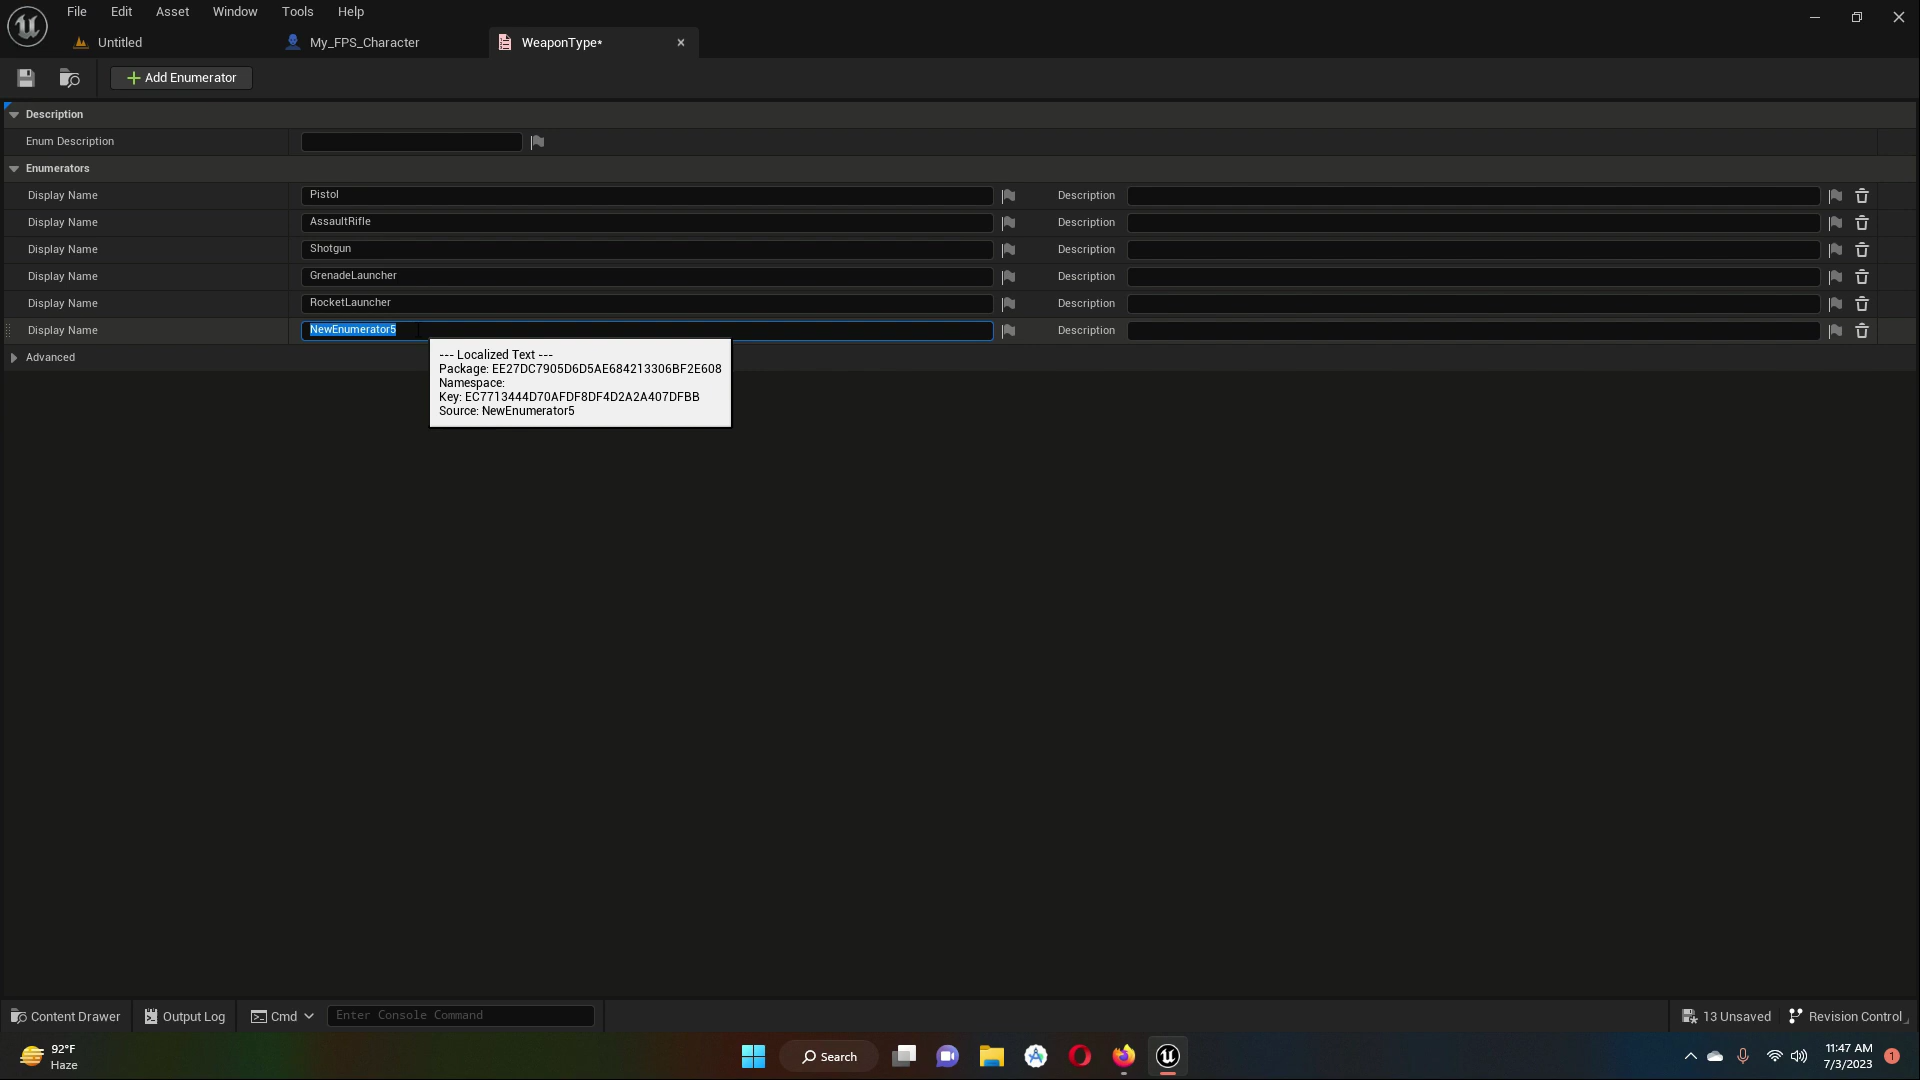 File Edit Asset Window Tools Help
Untitled My_FPS_Character WeaponType*
Add Enumerator
Description
Enum Description
Enumerators
Display Name Pistol Description
Display Name AssaultRifle Description
Display Name Shotgun Description
Display Name GrenadeLauncher Description
Display Name RocketLauncher Description
Display Name NewEnumerator5 Description
Advanced
--- Localized Text ---
Package: EE27DC7905D6D5AE684213306BF2E608
Namespace:
Key: EC7713444D70AFDF8DF4D2A2A407DFBB
Source: NewEnumerator5
Content Drawer Output Log Cmd Enter Console Command 13 Unsaved Revision Control
92°F
Haze
Search
11:47 AM
7/3/2023
1